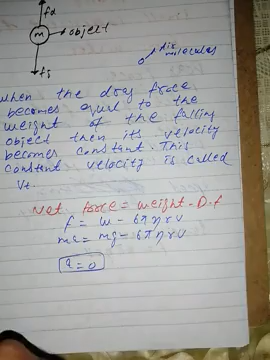 fd
m → object
air molecules
fg
when the drag force
becomes equal to the
weight of the falling
object then its velocity
becomes constant. This
constant velocity is called
Vt.
Net force = weight - D.f
f = w - 6πηrv
ma = mg - 6πηrv
a = 0